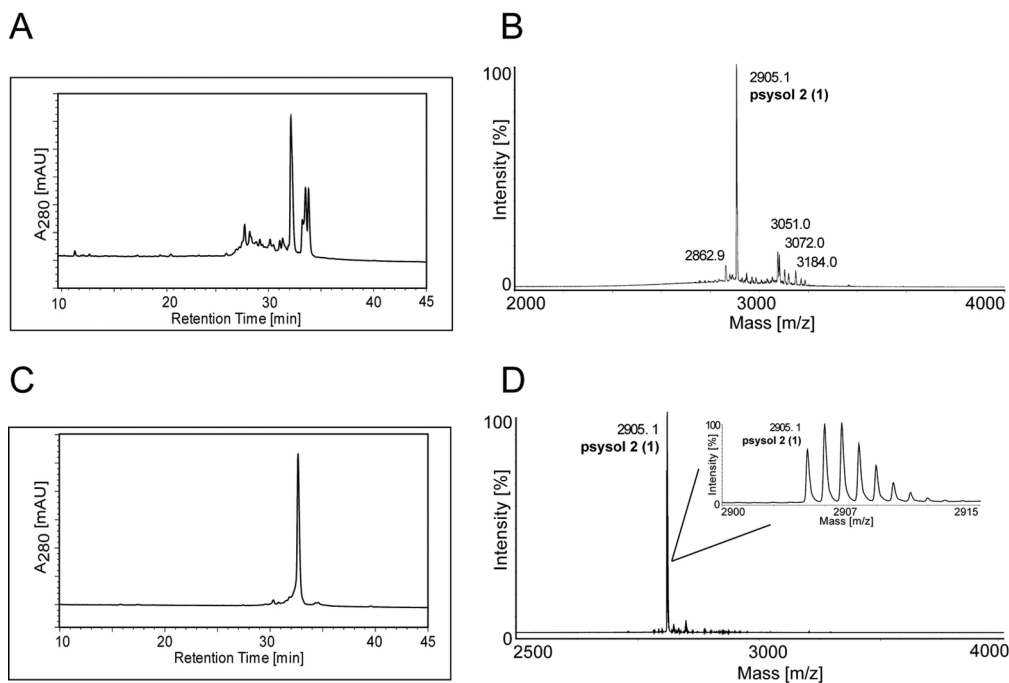 A
A280 [mAU]
10 20 30 40 45
Retention Time [min]
B
100
Intensity [%]
0
2905.1
psysol 2 (1)
2862.9
3051.0
3072.0
3184.0
2000 3000 4000
Mass [m/z]
C
A280 [mAU]
10 20 30 40 45
Retention Time [min]
D
100
Intensity [%]
0
2905. 1
psysol 2 (1)
2500 3000 4000
Mass [m/z]
100
Intensity [%]
0
2905. 1
psysol 2 (1)
2900 2907 2915
Mass [m/z]